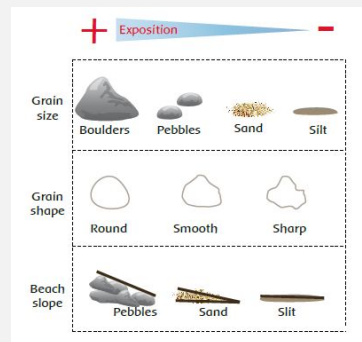 + Exposition -
Grain
size
Boulders Pebbles Sand Silt
Grain
shape
Round Smooth Sharp
Beach
slope
Pebbles Sand Slit